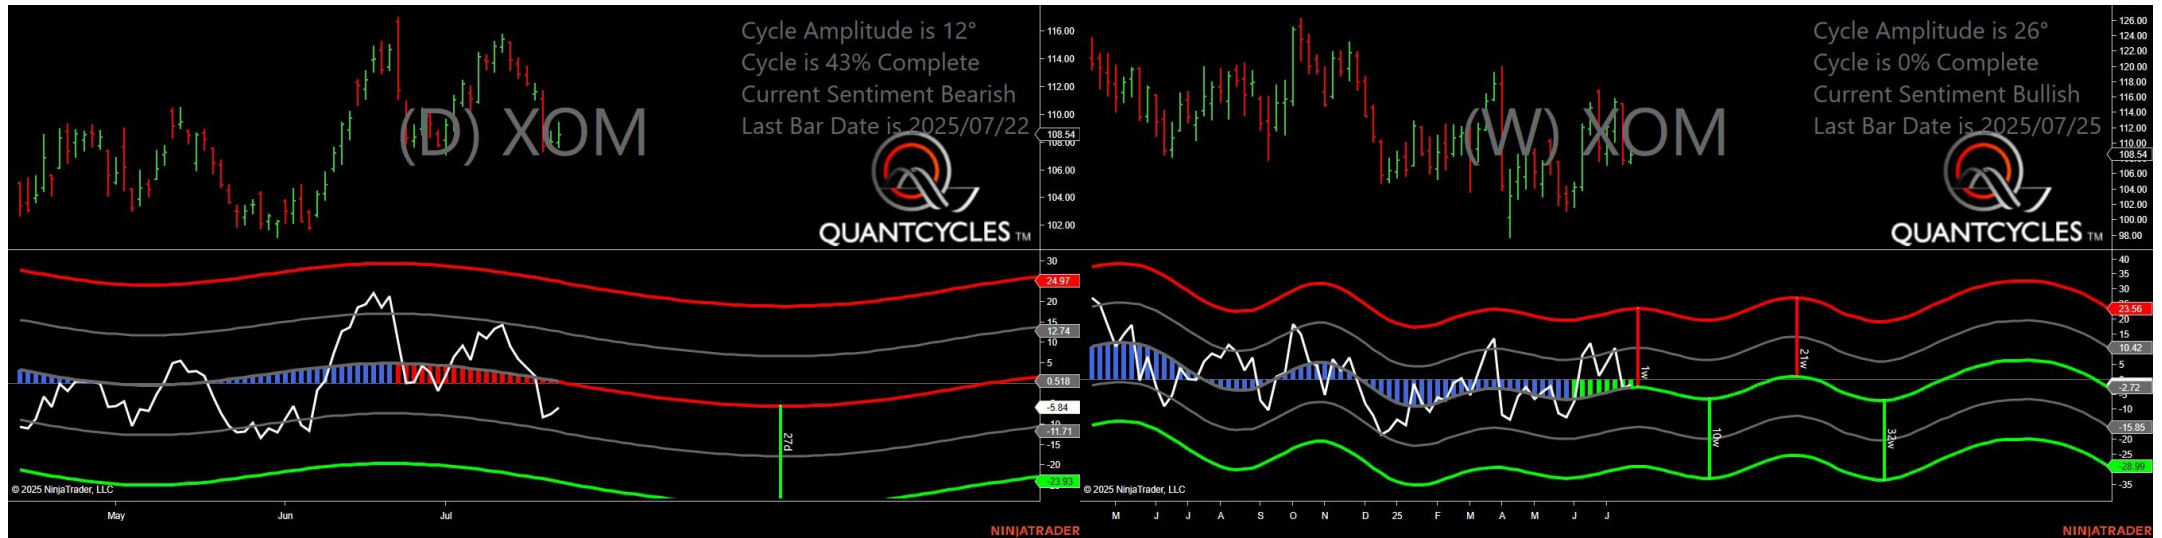 Cycle Amplitude is 12°
Cycle is 43% Complete
Current Sentiment Bearish
Last Bar Date is 2025/07/22
(D) XOM
QUANTCYCLES TM
116.00
114.00
112.00
110.00
108.54
108.00
106.00
104.00
102.00
30
24.97
20
15
12.74
10
5
0.518
-5.84
-11.71
-15
-20
-23.93
27d
© 2025 NinjaTrader, LLC
May Jun Jul
NINJATRADER
Cycle Amplitude is 26°
Cycle is 0% Complete
Current Sentiment Bullish
Last Bar Date is 2025/07/25
(W) XOM
QUANTCYCLES TM
126.00
124.00
122.00
120.00
118.00
116.00
114.00
112.00
110.00
108.54
106.00
104.00
102.00
100.00
98.00
40
35
30
23.56
20
15
10.42
5
-2.72
-10
-15.85
-20
-25
-28.99
-35
1w
10w
21w
32w
© 2025 NinjaTrader, LLC
M J J A S O N D 25 F M A M J J
NINJATRADER